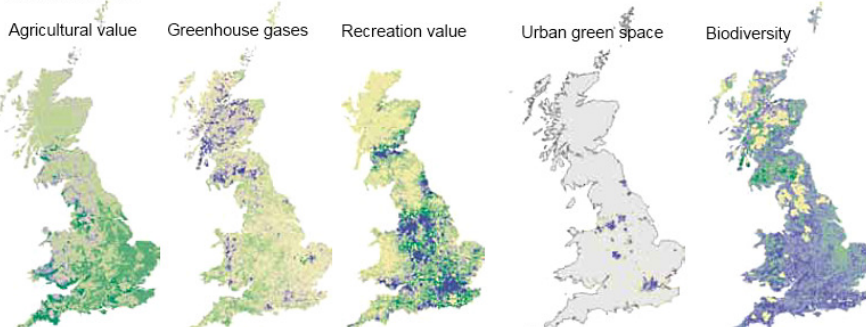 Agricultural value
Greenhouse gases
Recreation value
Urban green space
Biodiversity